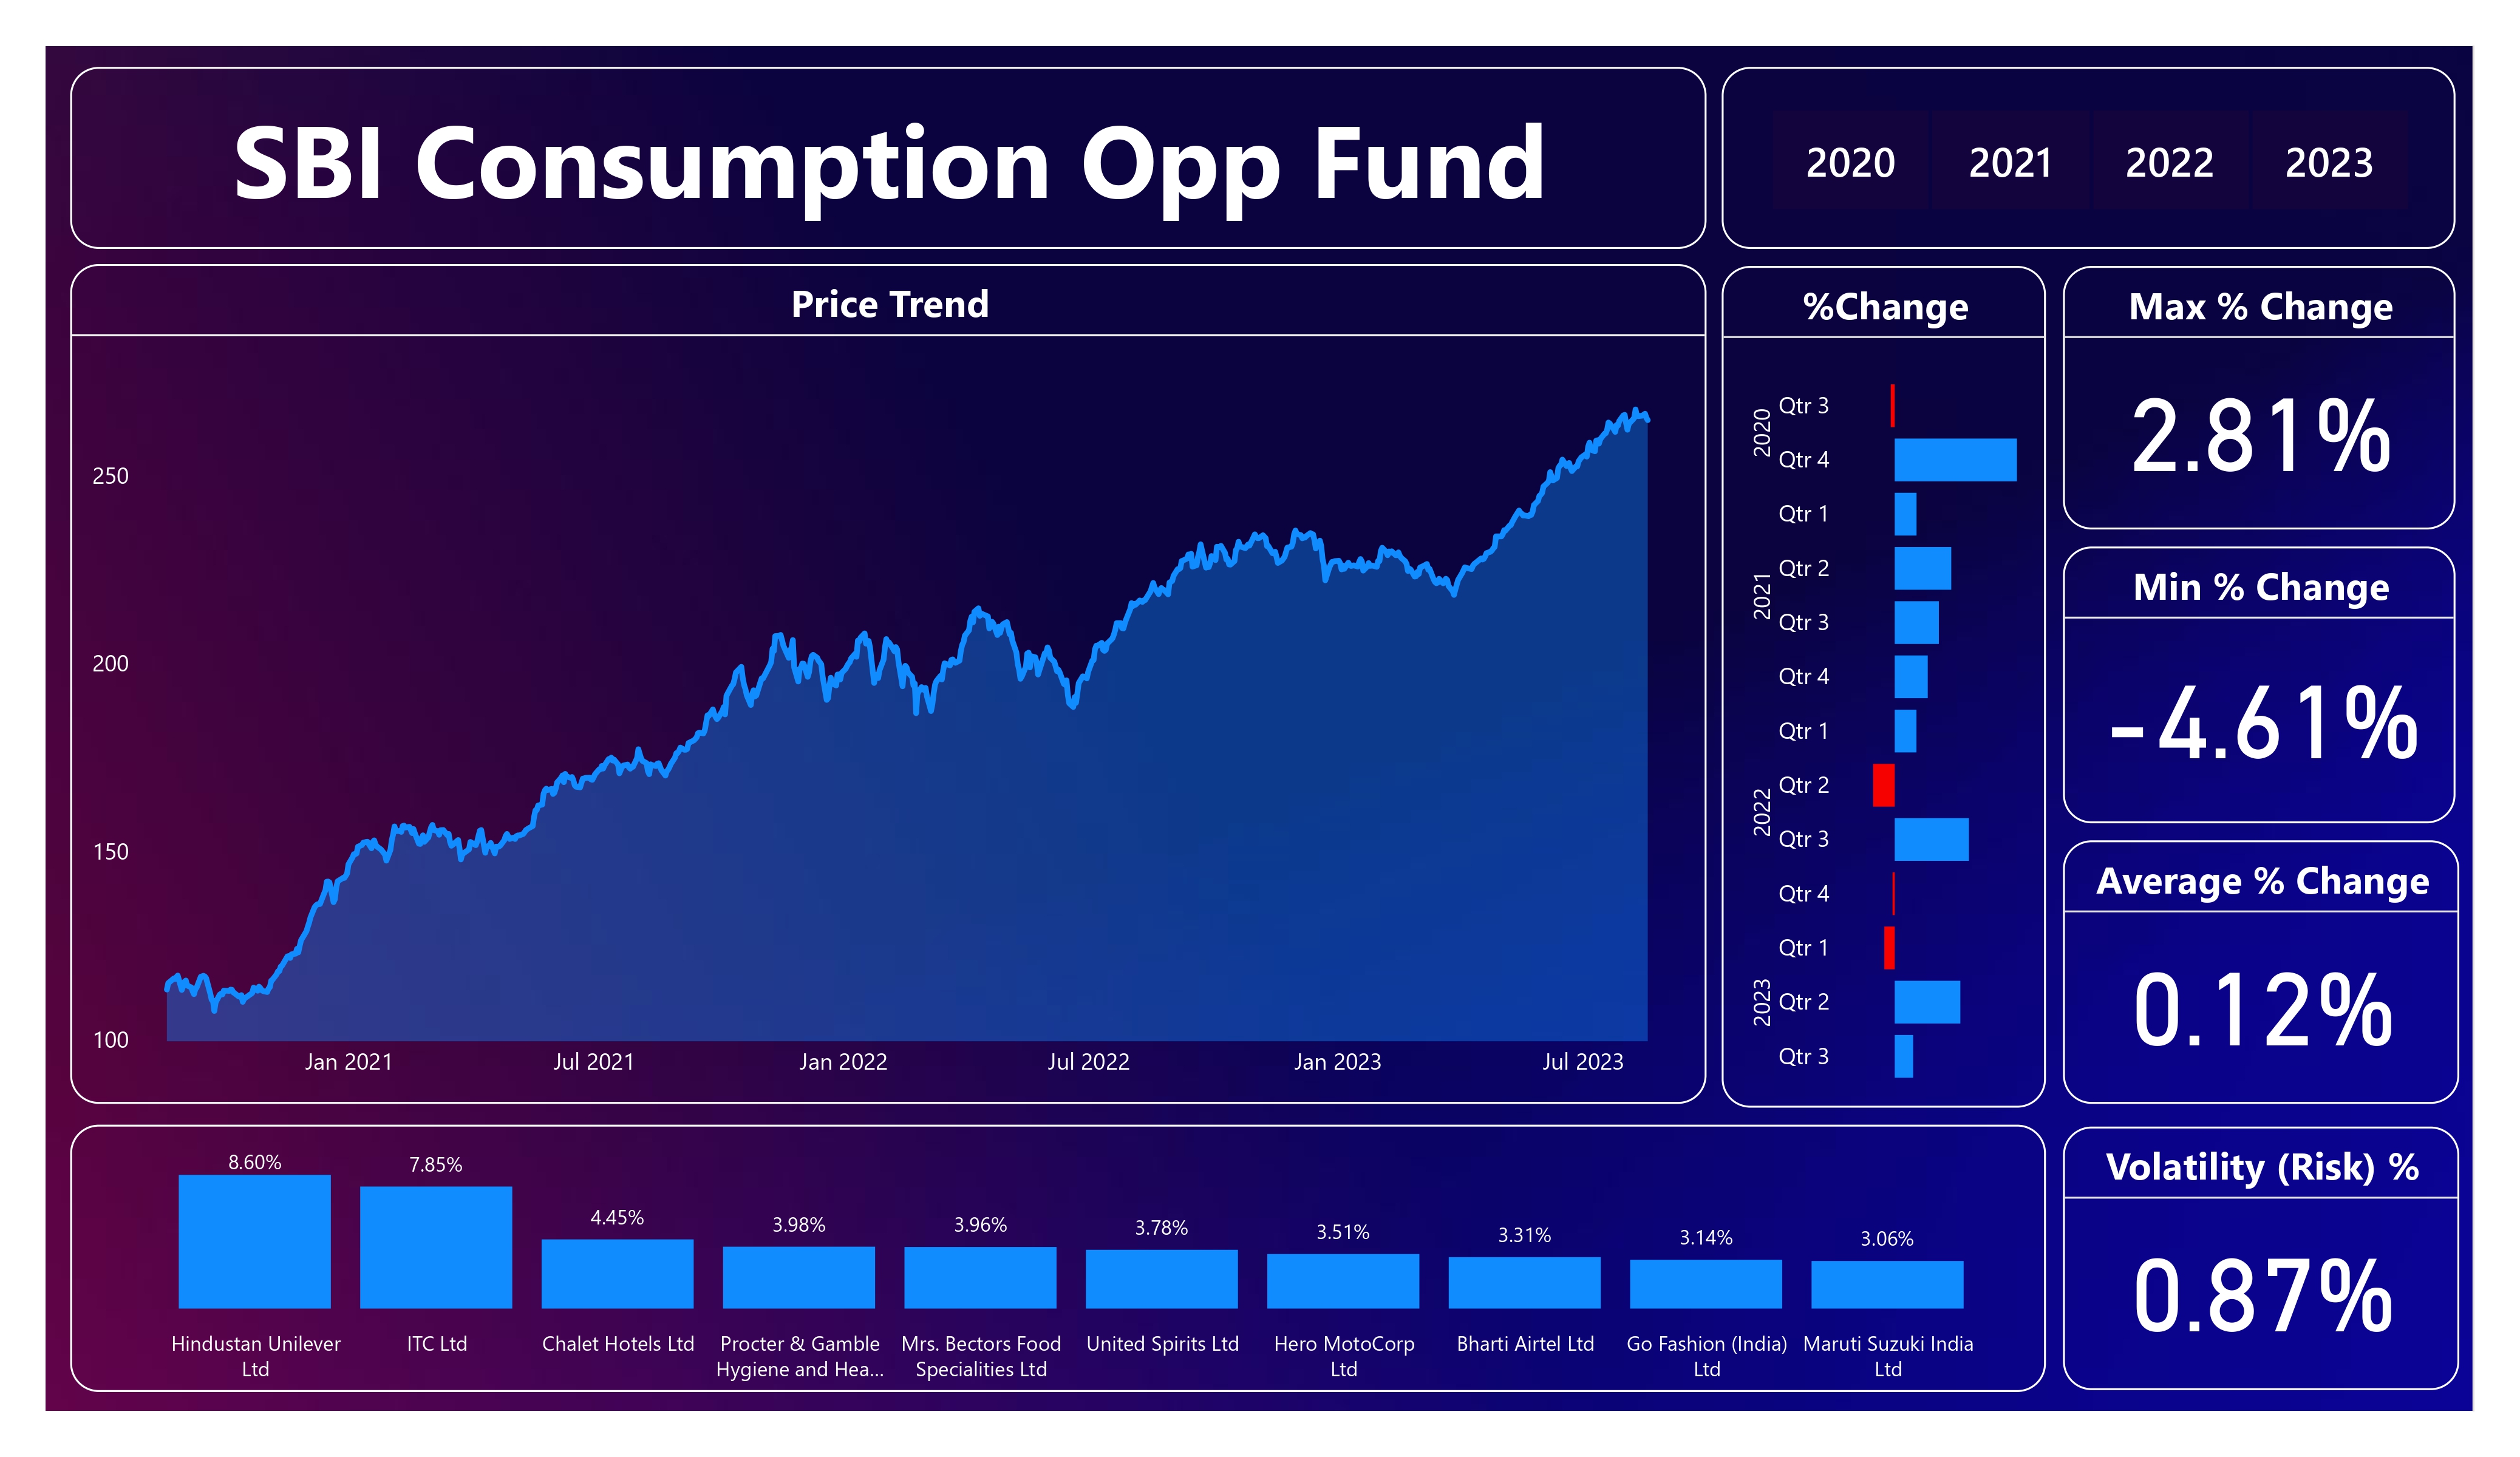 SBI Consumption Opp Fund
2020 2021 2022 2023
Price Trend
250
200
150
100
Jan 2021 Jul 2021 Jan 2022 Jul 2022 Jan 2023 Jul 2023
%Change
2020
Qtr 3
Qtr 4
2021
Qtr 1
Qtr 2
Qtr 3
Qtr 4
2022
Qtr 1
Qtr 2
Qtr 3
Qtr 4
2023
Qtr 1
Qtr 2
Qtr 3
Max % Change
2.81%
Min % Change
-4.61%
Average % Change
0.12%
Volatility (Risk) %
0.87%
8.60% 7.85% 4.45% 3.98% 3.96% 3.78% 3.51% 3.31% 3.14% 3.06%
Hindustan Unilever
Ltd
ITC Ltd
Chalet Hotels Ltd
Procter & Gamble
Hygiene and Hea...
Mrs. Bectors Food
Specialities Ltd
United Spirits Ltd
Hero MotoCorp
Ltd
Bharti Airtel Ltd
Go Fashion (India)
Ltd
Maruti Suzuki India
Ltd